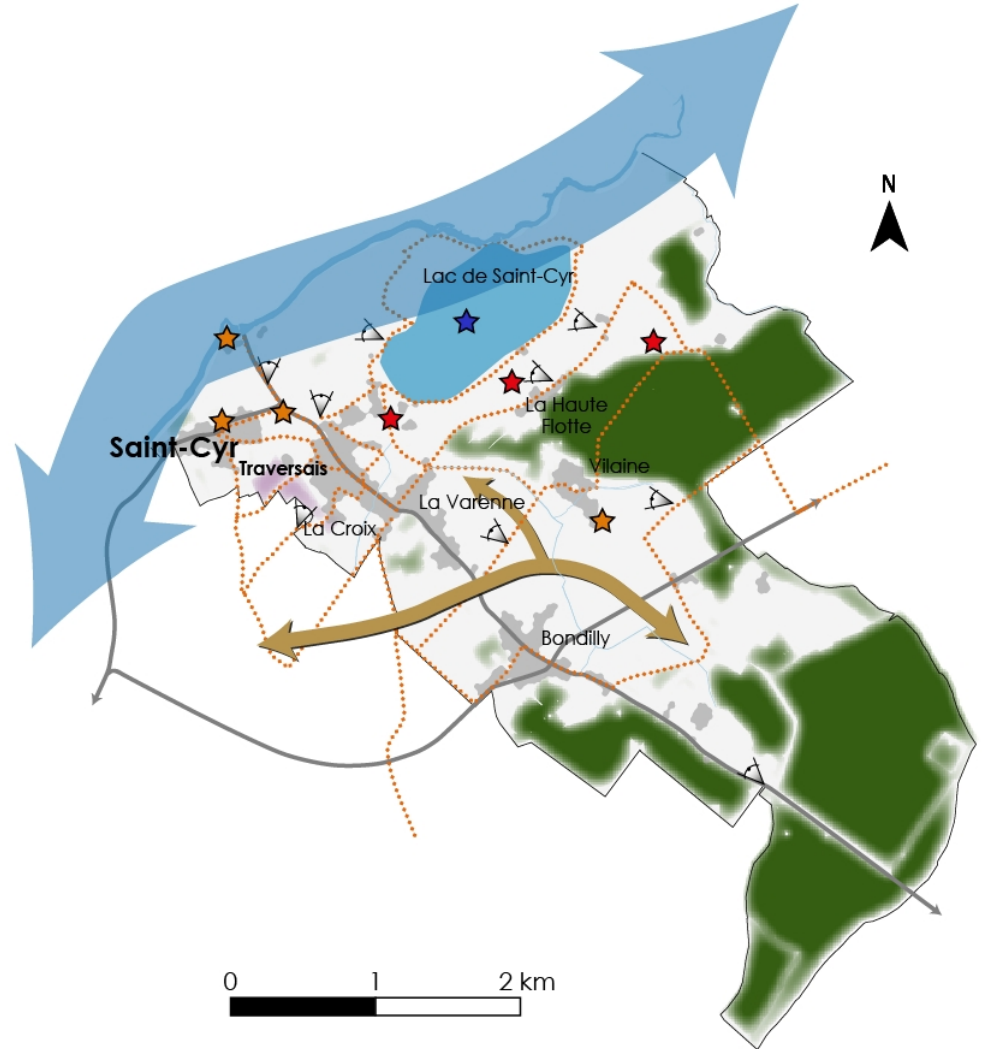 N
Lac de Saint-Cyr
La Haute
Flotte
Saint-Cyr
Traversais
Vilaine
La Varenne
La Croix
Bondilly
0 1 2 km